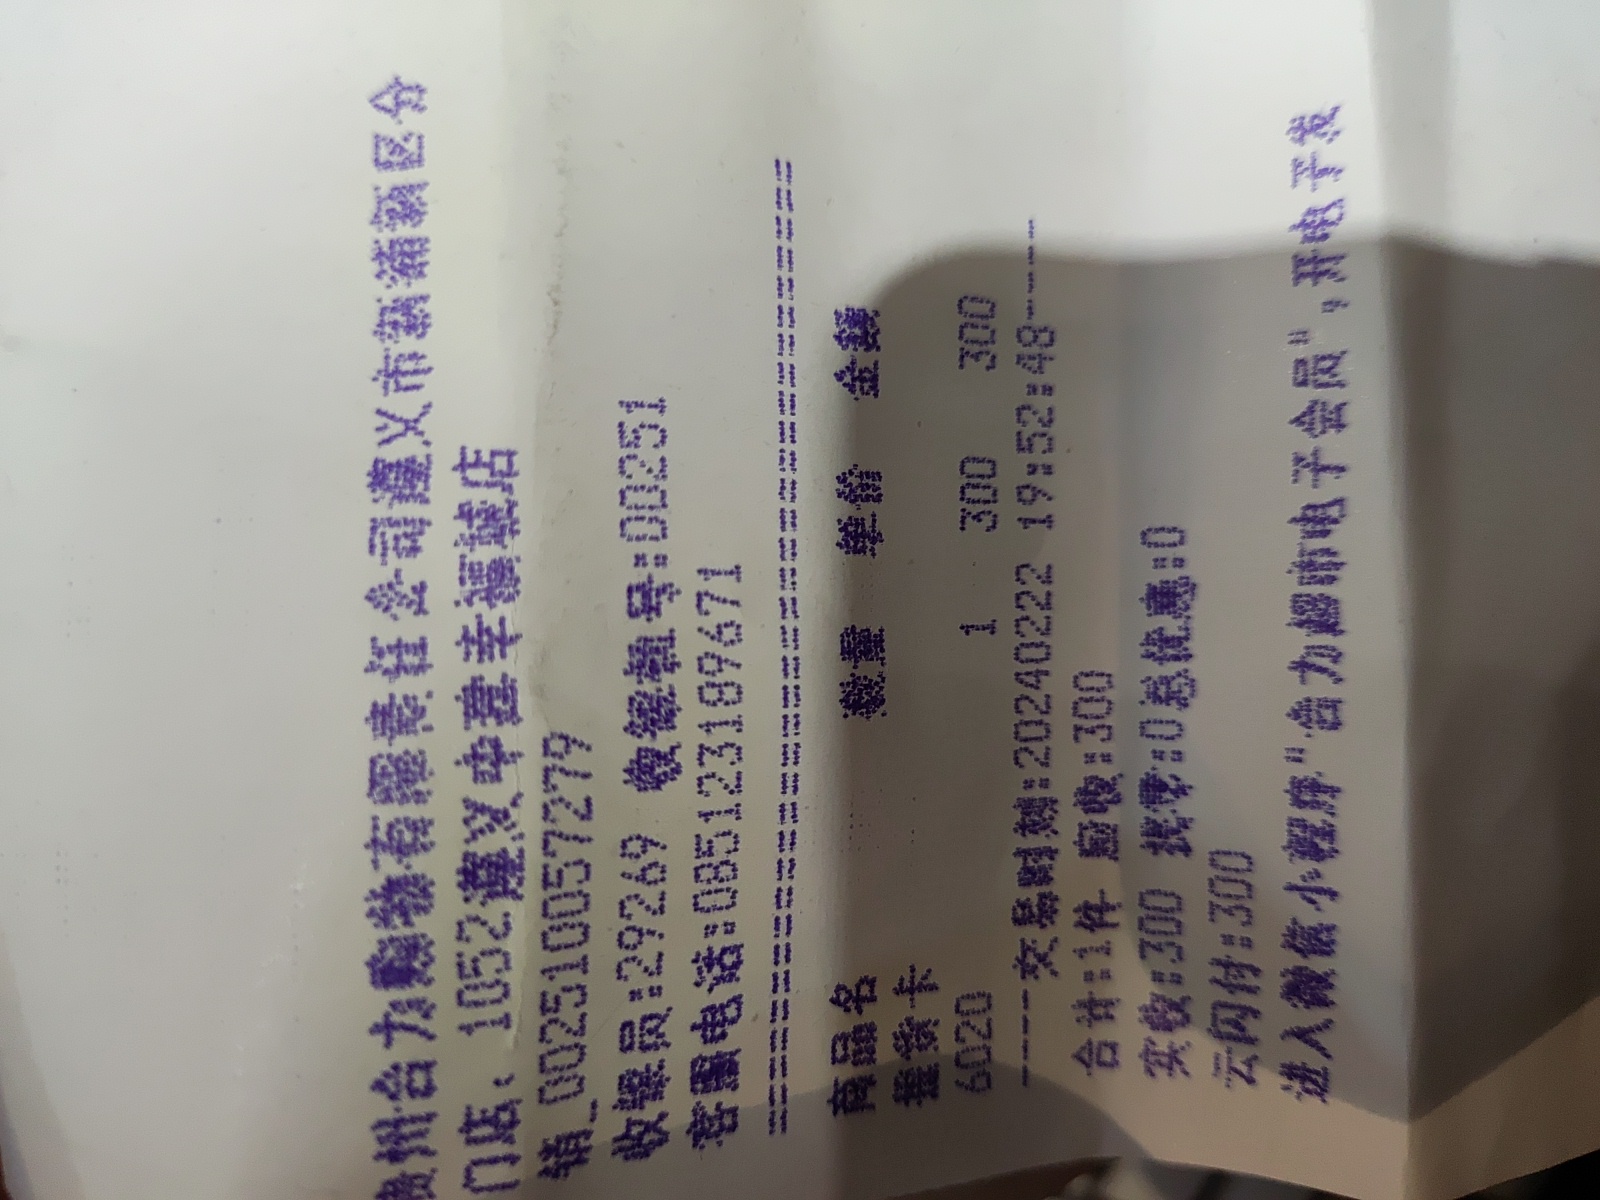 贵州合力购物有限责任公司遵义市新蒲新区分
门店：1052遵义中喜幸福城店
销_002510057279
收银员:29269 收银机号:00251
客服电话:085123189671
================================
商品名 数量 单价 金额
壹缤卡
6020 1 300 300
----交易时刻:20240222 19:52:48----
合计:1件 应收:300
实收:300 找零:0总优惠:0
云闪付:300
进入微信小程序"合力超市电子会员",开电子发